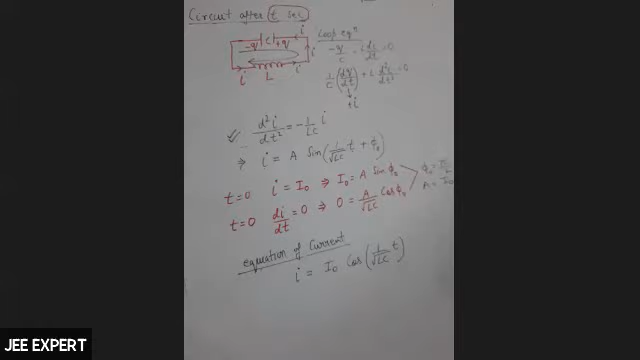 Circuit after t sec
-q C +q i
i L i i
Loop eqⁿ
-q/C - L di/dt = 0
1/C (dq/dt) + L d²i/dt² = 0
↓
+i
✓ d²i/dt² = -1/LC i
⇒ i = A Sin(1/√LC t + φ₀)
t=0 i = I₀ ⇒ I₀ = A Sin φ₀
t=0 di/dt = 0 ⇒ 0 = A/√LC Cos φ₀
φ₀ = π/2
A = I₀
Equation of Current
i = I₀ Cos(1/√LC t)
JEE EXPERT